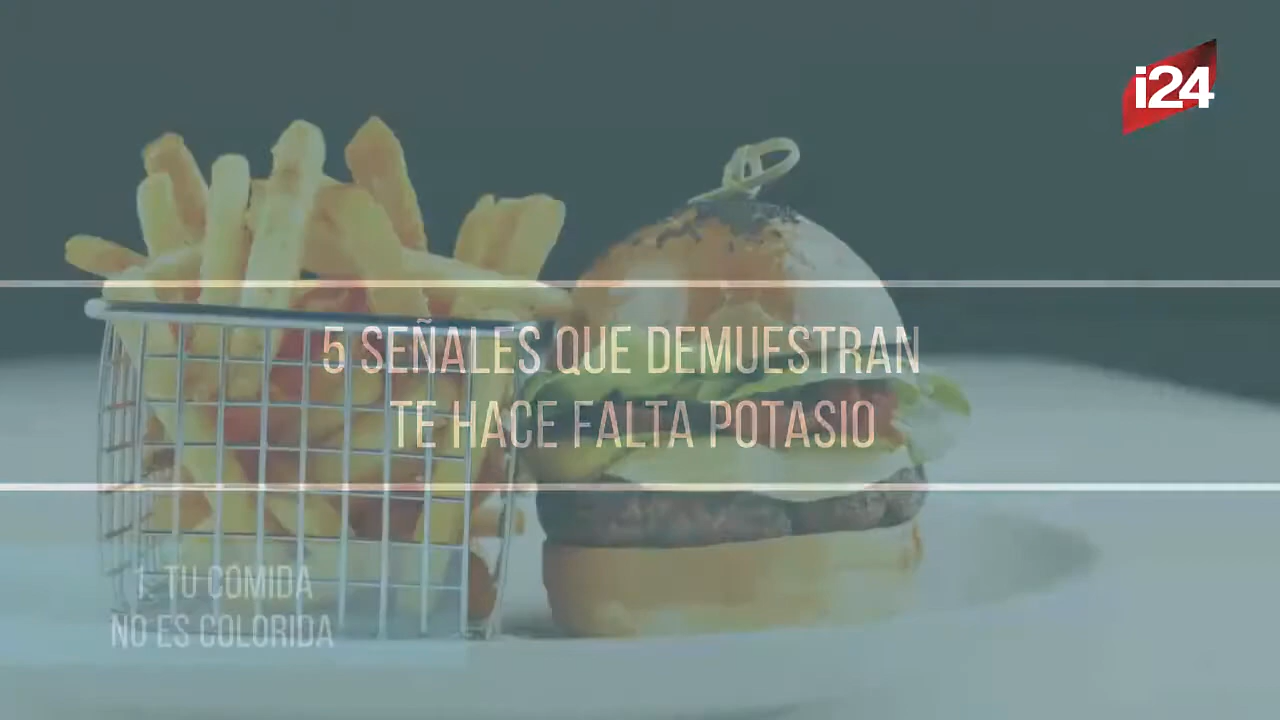 i24
5 SEÑALES QUE DEMUESTRAN
TE HACE FALTA POTASIO
1. TU COMIDA
NO ES COLORIDA